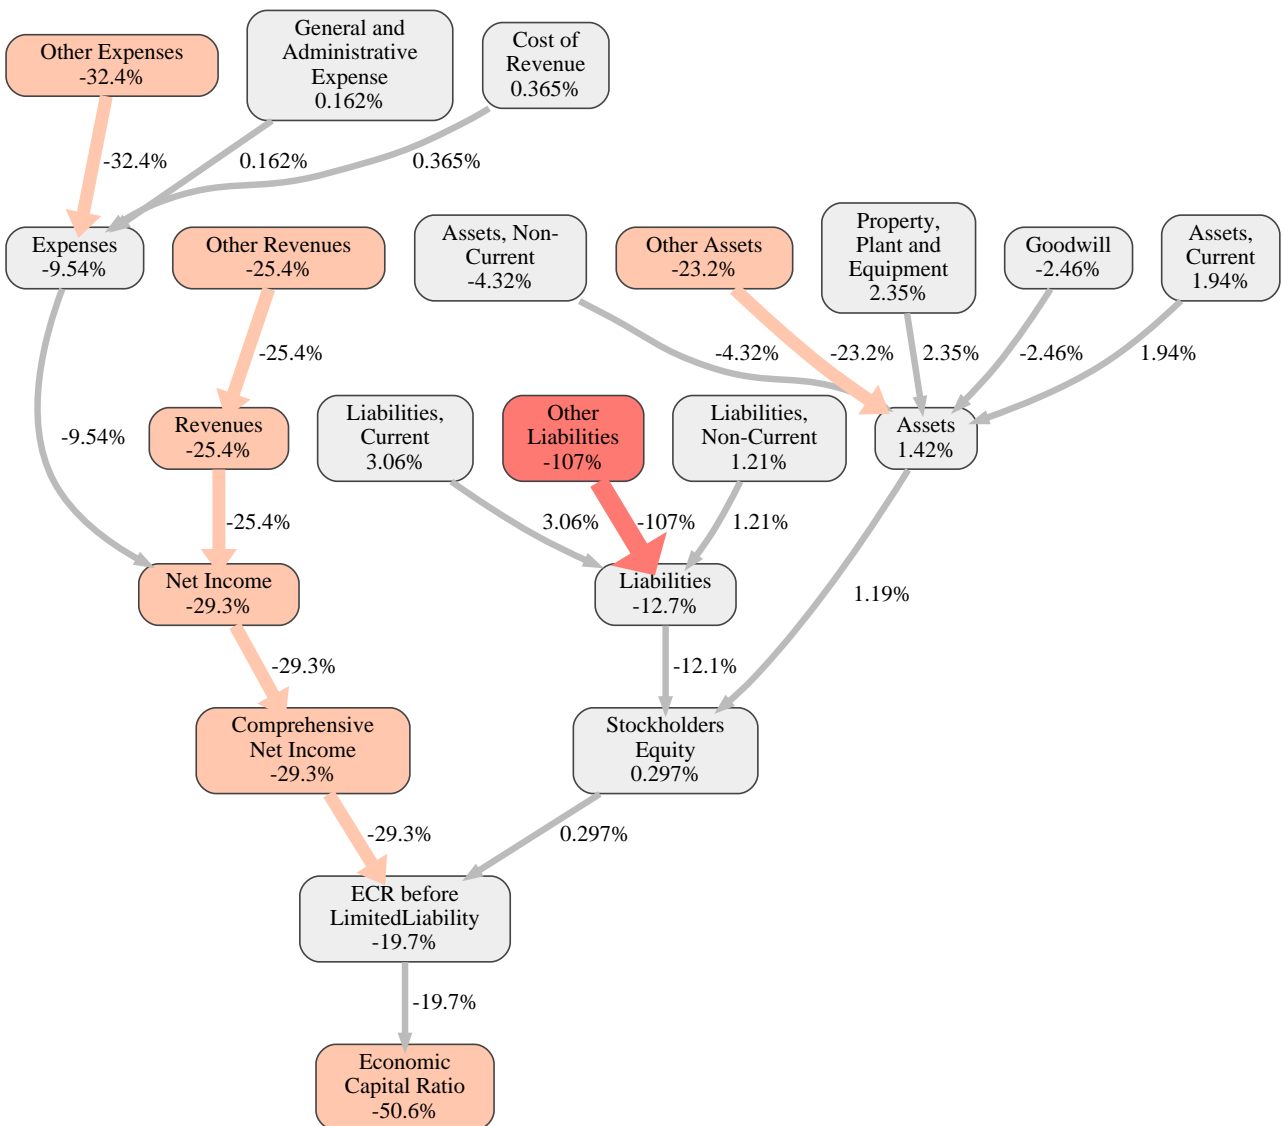 Other Expenses
-32.4%
General and
Administrative
Expense
0.162%
Cost of
Revenue
0.365%
-32.4%
0.162%
0.365%
Expenses
-9.54%
Other Revenues
-25.4%
Assets, Non-
Current
-4.32%
Other Assets
-23.2%
Property,
Plant and
Equipment
2.35%
Goodwill
-2.46%
Assets,
Current
1.94%
-25.4%
-4.32%
-23.2%
2.35%
-2.46%
1.94%
-9.54%
Revenues
-25.4%
Liabilities,
Current
3.06%
Other
Liabilities
-107%
Liabilities,
Non-Current
1.21%
Assets
1.42%
-25.4%
3.06%
-107%
1.21%
Net Income
-29.3%
Liabilities
-12.7%
1.19%
-29.3%
-12.1%
Comprehensive
Net Income
-29.3%
Stockholders
Equity
0.297%
-29.3%
0.297%
ECR before
LimitedLiability
-19.7%
-19.7%
Economic
Capital Ratio
-50.6%